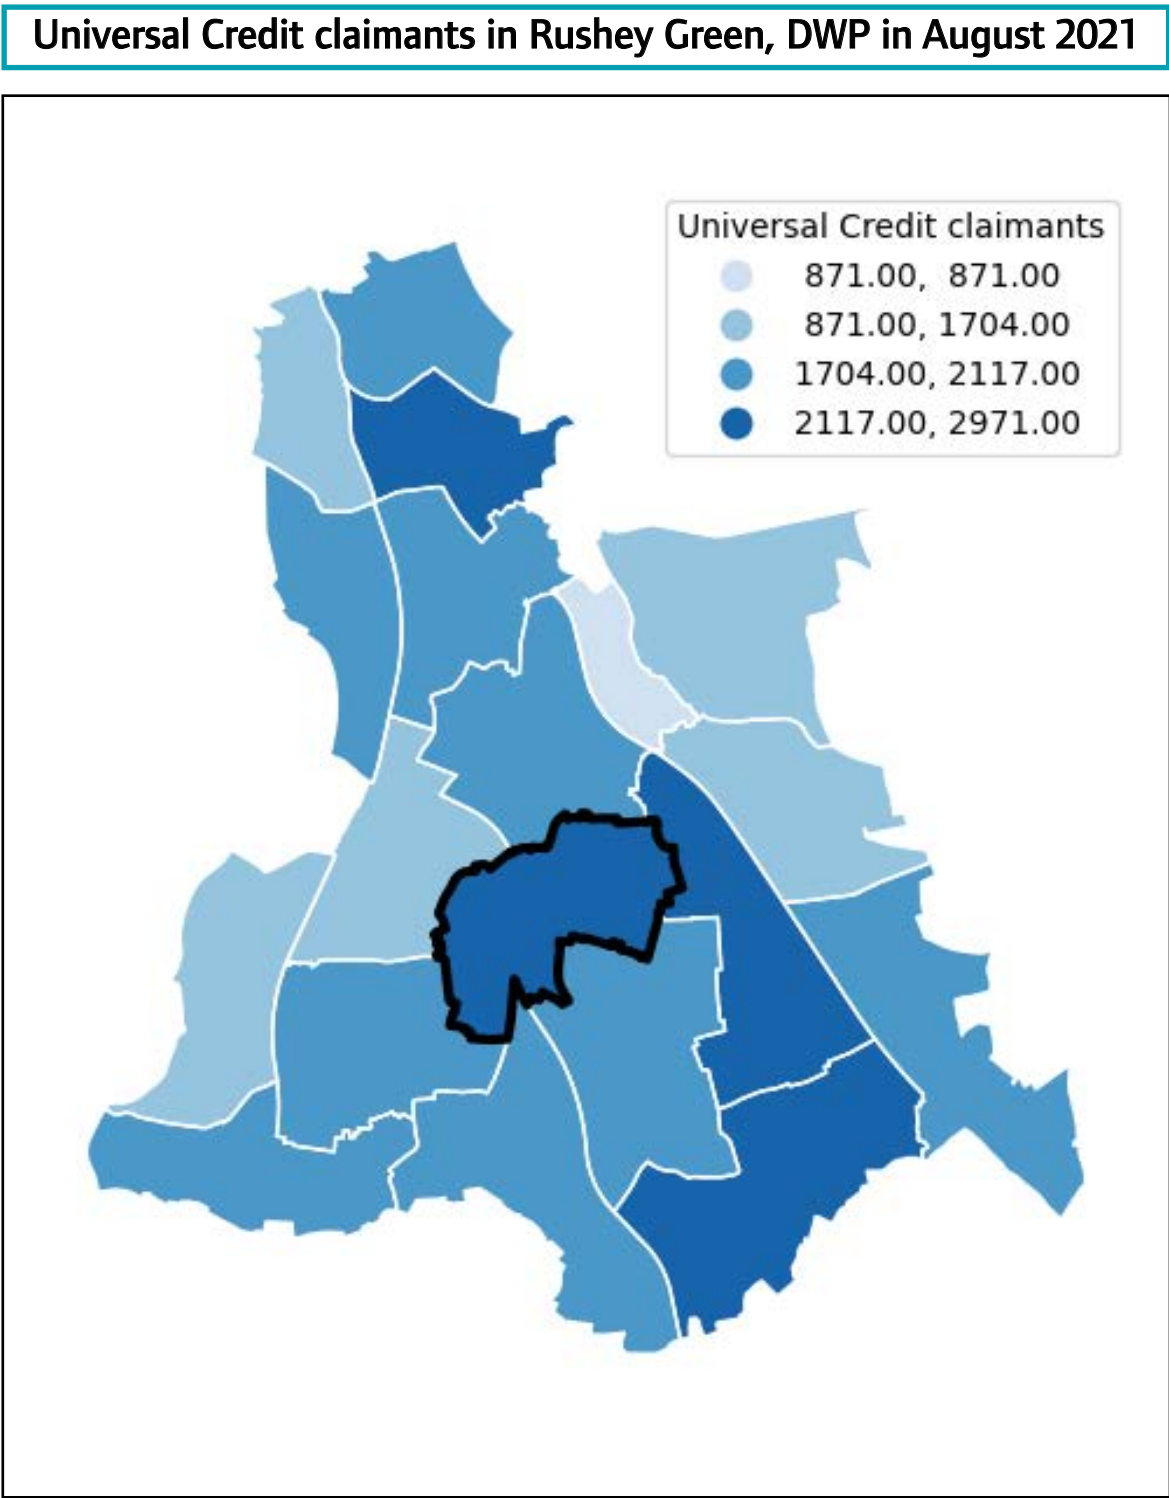 Universal Credit claimants in Rushey Green, DWP in August 2021
Universal Credit claimants
871.00, 871.00
871.00, 1704.00
1704.00, 2117.00
2117.00, 2971.00